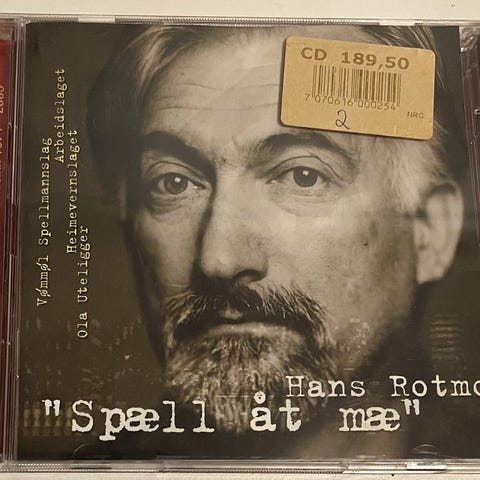 CD 189,50
7 070616 000254
NRG
2
Vømmøl Spellmannslag
Arbeidslaget
Heimevernslaget
Ola Uteligger
Hans Rotmo
"Spæll åt mæ"